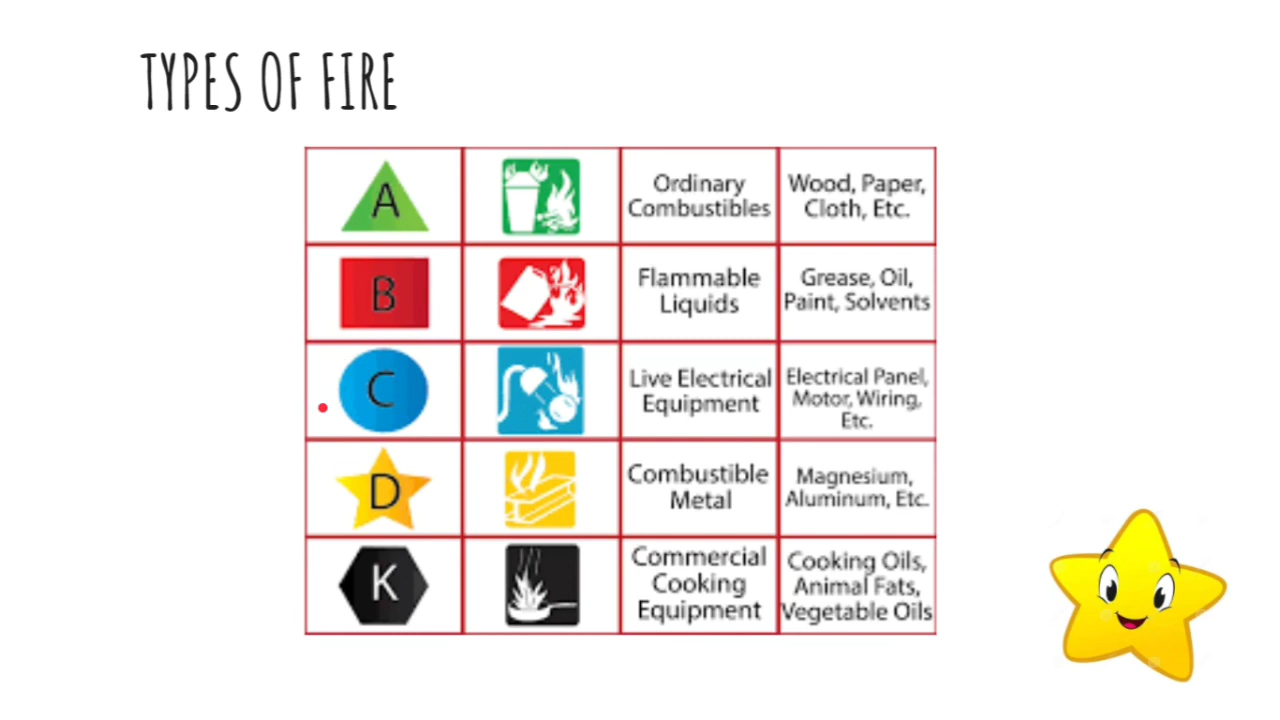 TYPES OF FIRE
A
Ordinary
Combustibles
Wood, Paper,
Cloth, Etc.
B
Flammable
Liquids
Grease, Oil,
Paint, Solvents
C
Live Electrical
Equipment
Electrical Panel,
Motor, Wiring,
Etc.
D
Combustible
Metal
Magnesium,
Aluminum, Etc.
K
Commercial
Cooking
Equipment
Cooking Oils,
Animal Fats,
Vegetable Oils